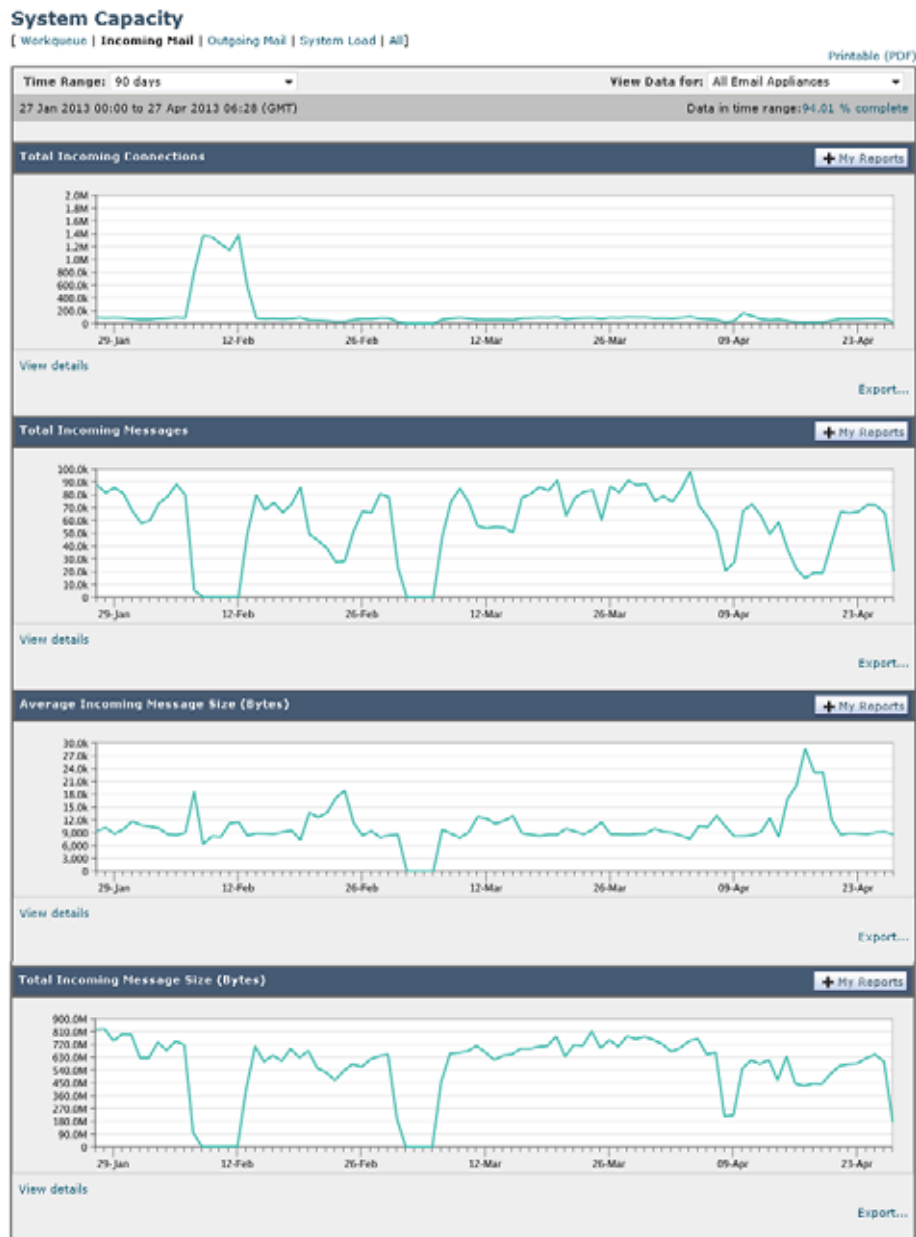 System Capacity
[ Workqueue | Incoming Mail | Outgoing Mail | System Load | All]
Printable (PDF)
Time Range: 90 days
View Data for: All Email Appliances
27 Jan 2013 00:00 to 27 Apr 2013 06:28 (GMT)
Data in time range:94.01 % complete
Total Incoming Connections
+ My Reports
2.0M
1.8M
1.6M
1.4M
1.2M
1.0M
800.0k
600.0k
400.0k
200.0k
0
29-Jan 12-Feb 26-Feb 12-Mar 26-Mar 09-Apr 23-Apr
View details
Export...
Total Incoming Messages
+ My Reports
100.0k
90.0k
80.0k
70.0k
60.0k
50.0k
40.0k
30.0k
20.0k
10.0k
0
29-Jan 12-Feb 26-Feb 12-Mar 26-Mar 09-Apr 23-Apr
View details
Export...
Average Incoming Message Size (Bytes)
+ My Reports
30.0k
27.0k
24.0k
21.0k
18.0k
15.0k
12.0k
9,000
6,000
3,000
0
29-Jan 12-Feb 26-Feb 12-Mar 26-Mar 09-Apr 23-Apr
View details
Export...
Total Incoming Message Size (Bytes)
+ My Reports
900.0M
810.0M
720.0M
630.0M
540.0M
450.0M
360.0M
270.0M
180.0M
90.0M
0
29-Jan 12-Feb 26-Feb 12-Mar 26-Mar 09-Apr 23-Apr
View details
Export...